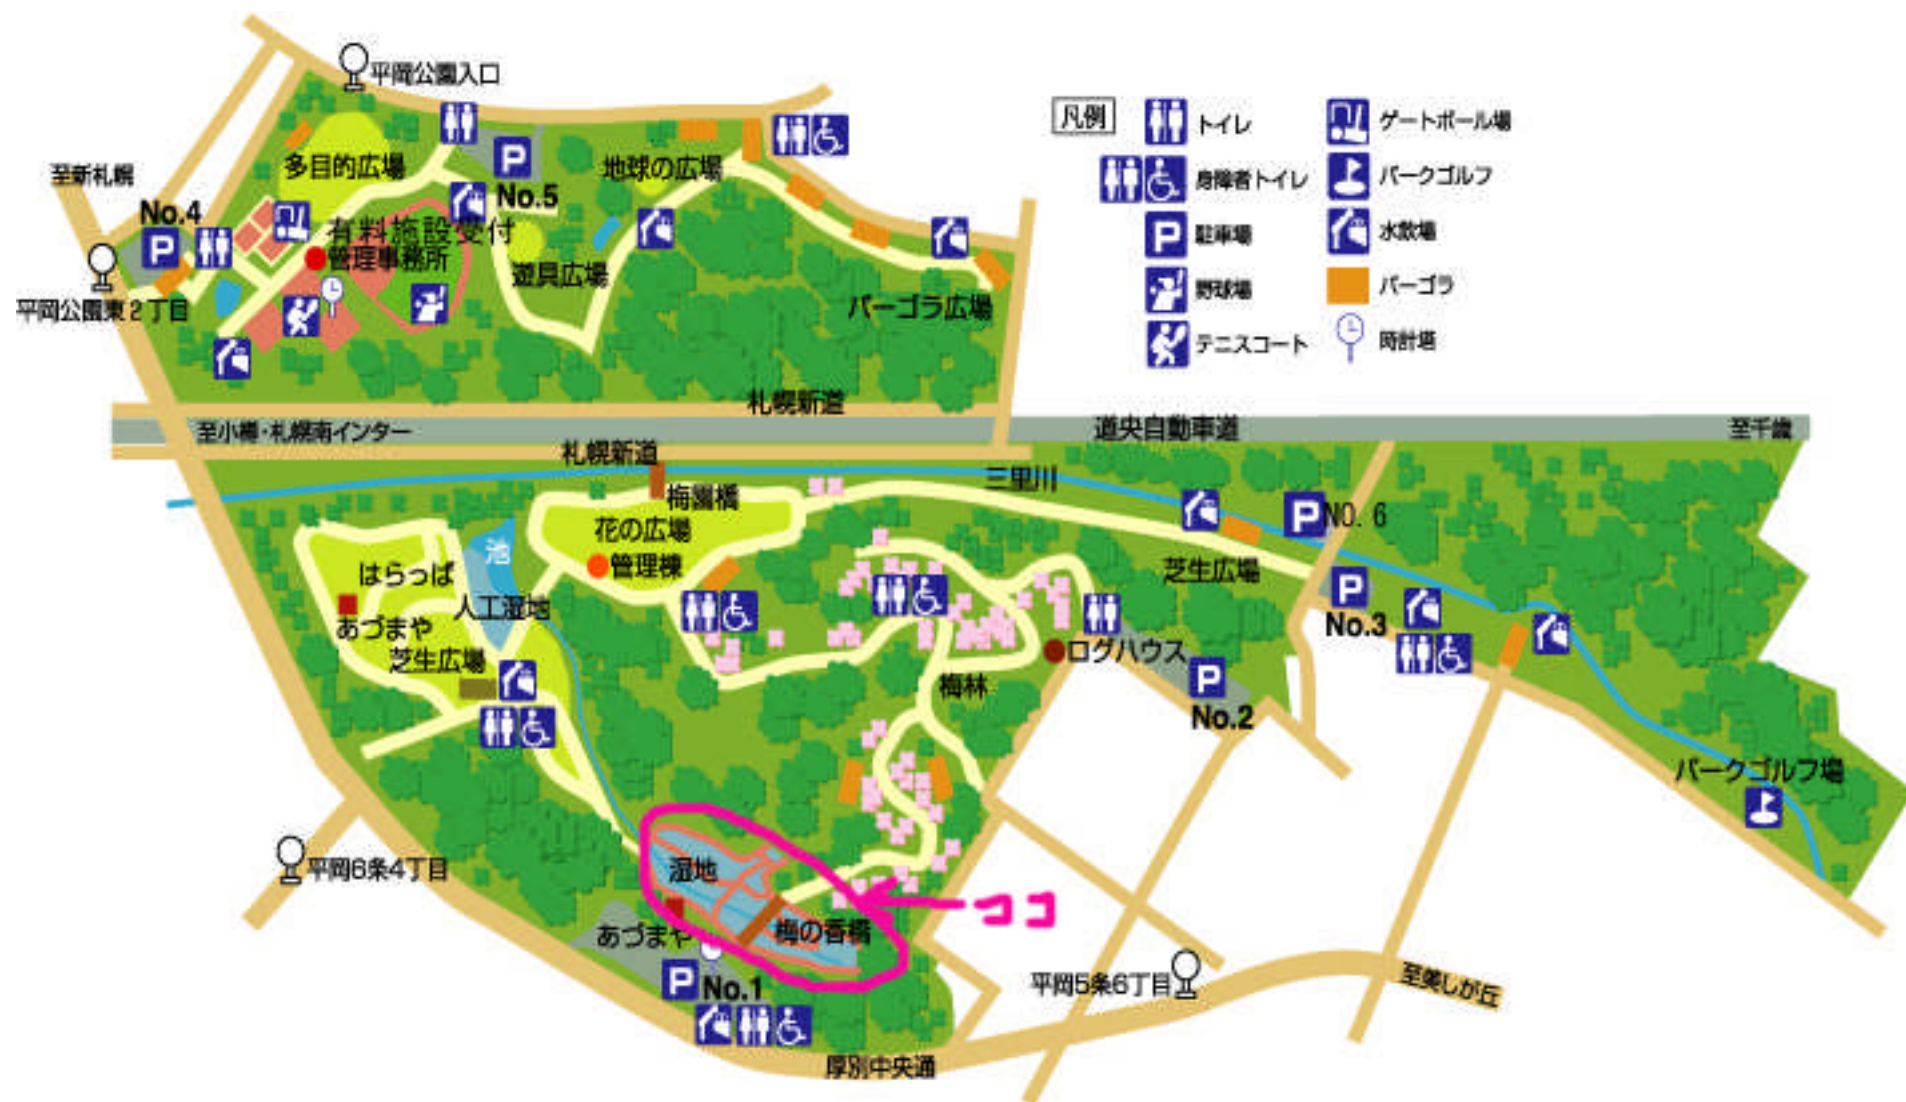 平岡公園入口
凡例
トイレ
ゲートボール場
身障者トイレ
パークゴルフ
駐車場
水飲場
野球場
パーゴラ
テニスコート
時計塔
至新札幌
多目的広場
P
No.5
地球の広場
No.4
P
有料施設受付
管理事務所
遊具広場
パーゴラ広場
平岡公園東2丁目
札幌新道
至小樽・札幌南インター
道央自動車道
至千歳
札幌新道
三里川
梅園橋
花の広場
管理棟
池
はらっぱ
人工湿地
あづまや
芝生広場
P
NO. 6
芝生広場
P
No.3
ログハウス
梅林
P
No.2
パークゴルフ場
平岡6条4丁目
湿地
ココ
あづまや
梅の香橋
P
No.1
平岡5条6丁目
至美しが丘
厚別中央通